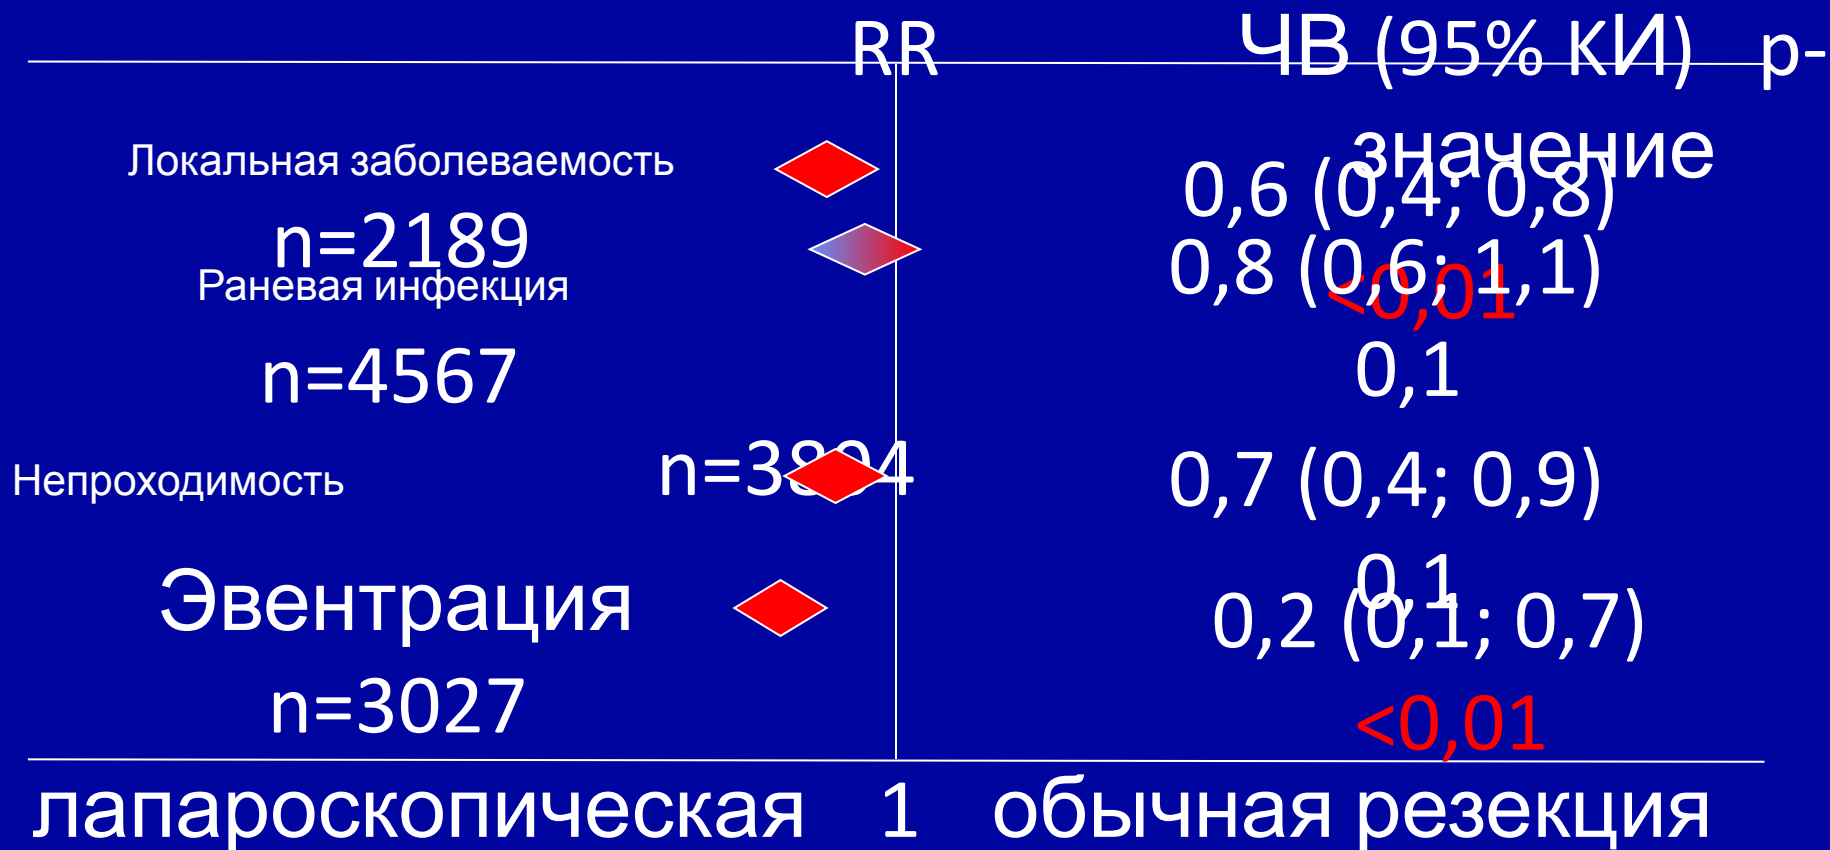 RR ЧВ (95% КИ) р-
значение
Локальная заболеваемость
n=2189
0,6 (0,4; 0,8)
<0,01
Раневая инфекция
n=4567
0,8 (0,6; 1,1)
0,1
Непроходимость
0,7 (0,4; 0,9)
0,1
Эвентрация
n=3027
0,2 (0,1; 0,7)
<0,01
лапароскопическая 1 обычная резекция